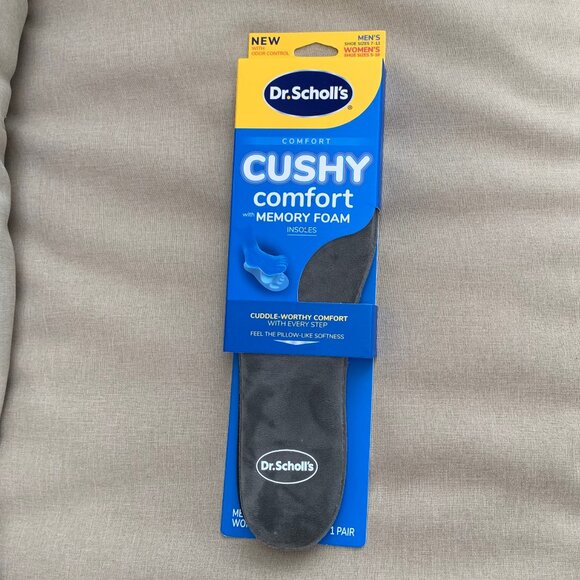 NEW
WITH
ODOR CONTROL
MEN'S
SHOE SIZES 7-13
WOMEN'S
SHOE SIZES 5-10
Dr.Scholl's
®
COMFORT
CUSHY
comfort
with MEMORY FOAM
INSOLES
CUDDLE-WORTHY COMFORT
WITH EVERY STEP
FEEL THE PILLOW-LIKE SOFTNESS
Dr.Scholl's
1 PAIR